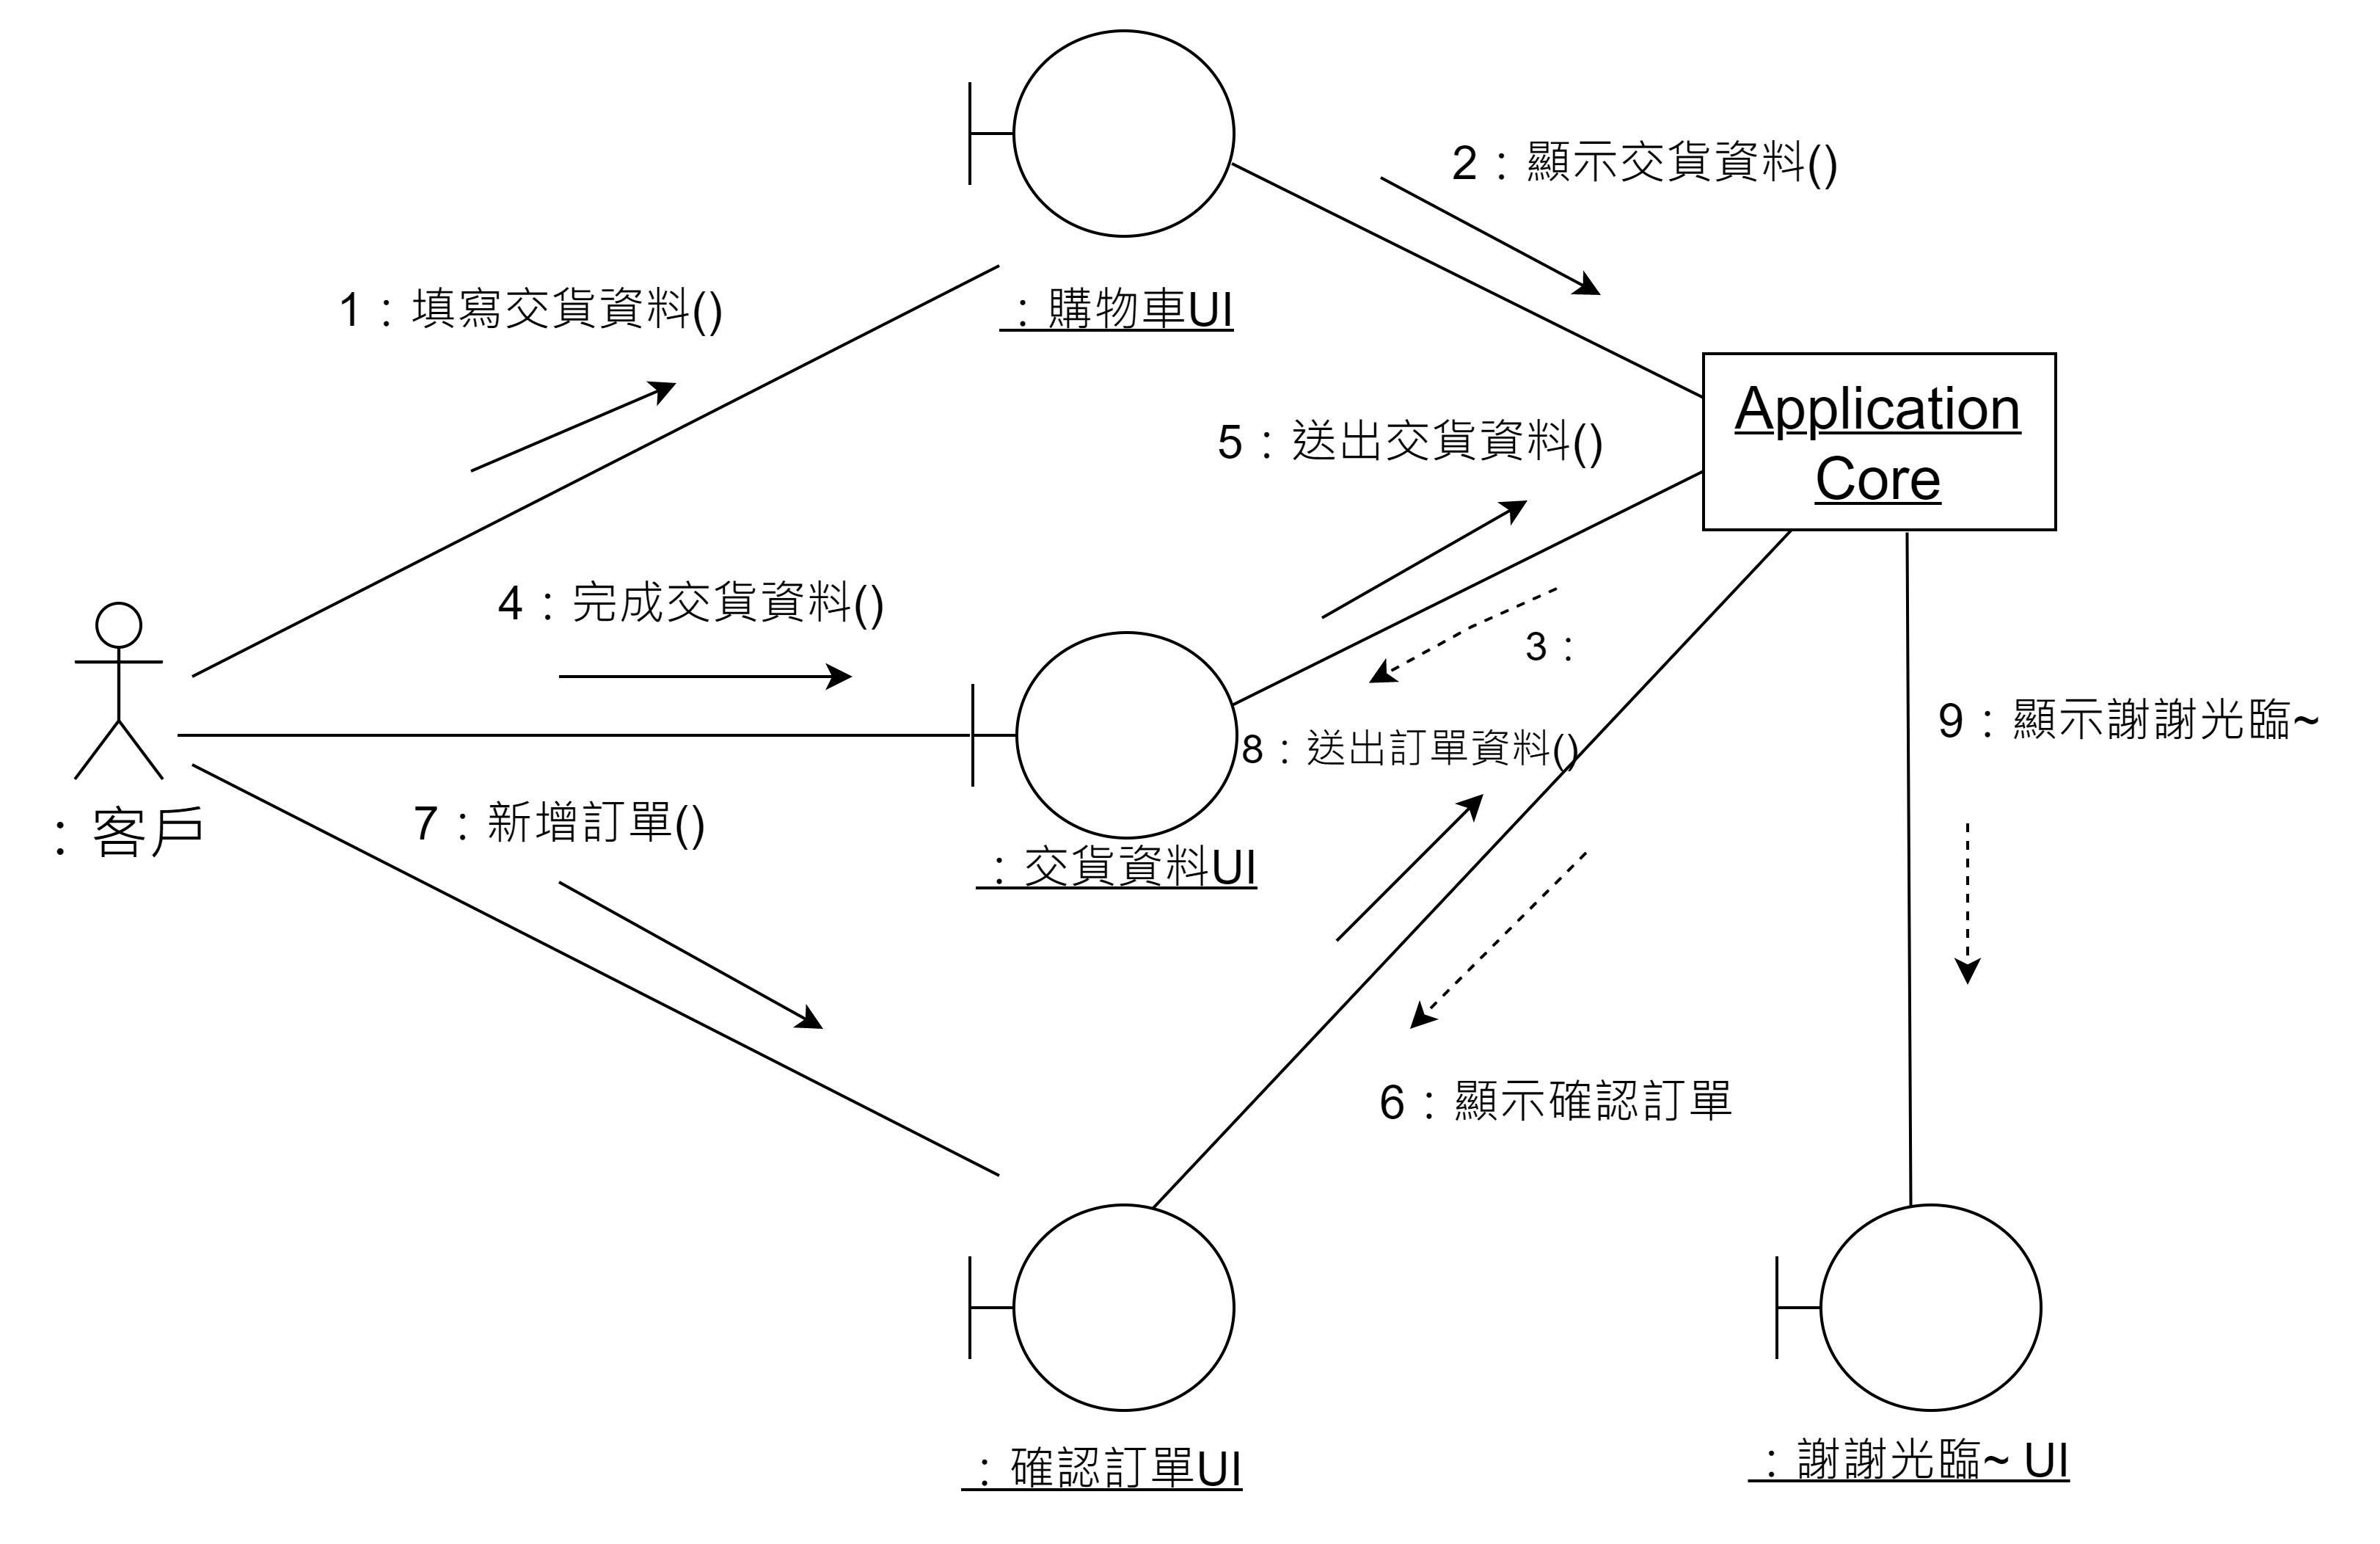 2：顯示交貨資料()
1：填寫交貨資料()
：購物車UI
Application
Core
5：送出交貨資料()
4：完成交貨資料()
3：
9：顯示謝謝光臨~
8：送出訂單資料()
：客戶
7：新增訂單()
：交貨資料UI
6：顯示確認訂單
：確認訂單UI
：謝謝光臨~ UI